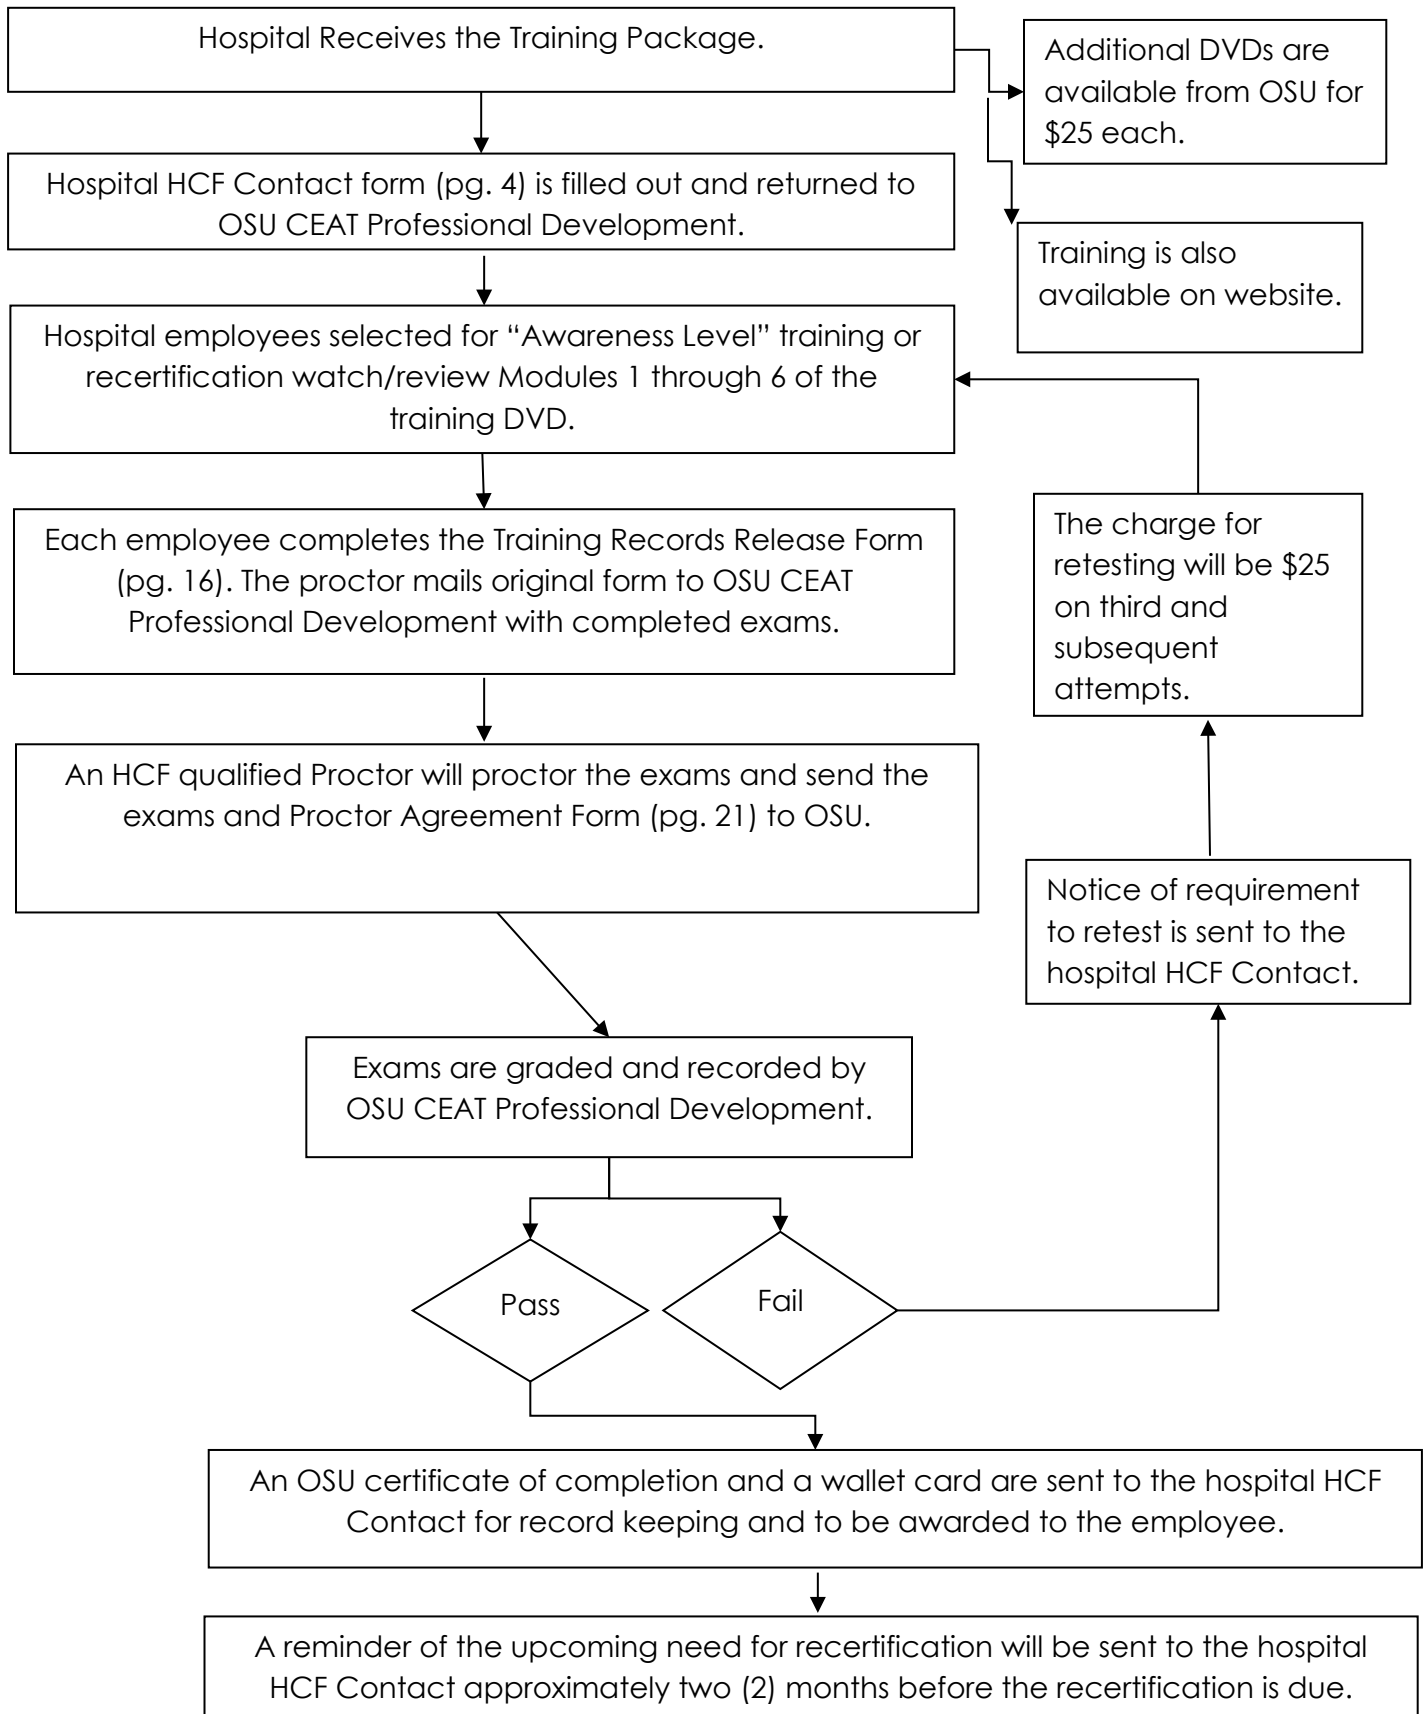 Hospital Receives the Training Package.
Additional DVDs are
available from OSU for
$25 each.
Hospital HCF Contact form (pg. 4) is filled out and returned to
OSU CEAT Professional Development.
Training is also
available on website.
Hospital employees selected for “Awareness Level” training or
recertification watch/review Modules 1 through 6 of the
training DVD.
Each employee completes the Training Records Release Form
(pg. 16). The proctor mails original form to OSU CEAT
Professional Development with completed exams.
The charge for
retesting will be $25
on third and
subsequent
attempts.
An HCF qualified Proctor will proctor the exams and send the
exams and Proctor Agreement Form (pg. 21) to OSU.
Notice of requirement
to retest is sent to the
hospital HCF Contact.
Exams are graded and recorded by
OSU CEAT Professional Development.
Pass
Fail
An OSU certificate of completion and a wallet card are sent to the hospital HCF
Contact for record keeping and to be awarded to the employee.
A reminder of the upcoming need for recertification will be sent to the hospital
HCF Contact approximately two (2) months before the recertification is due.